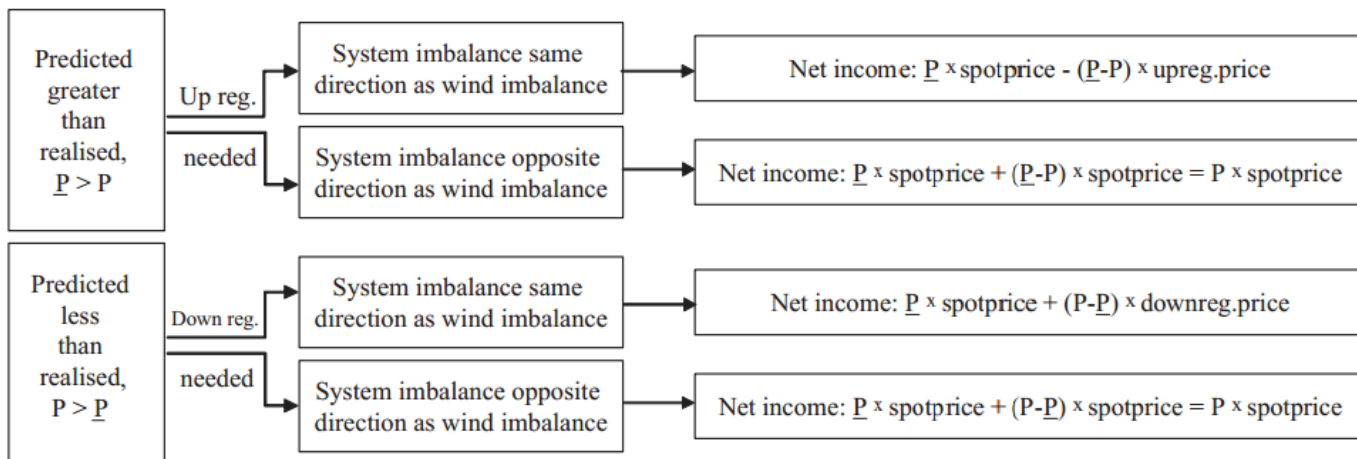 Predicted
greater
than
realised,
P > P
Up reg.
needed
System imbalance same
direction as wind imbalance
Net income: P x spotprice - (P-P) x upreg.price
System imbalance opposite
direction as wind imbalance
Net income: P x spotprice + (P-P) x spotprice = P x spotprice
Predicted
less
than
realised,
P > P
Down reg.
needed
System imbalance same
direction as wind imbalance
Net income: P x spotprice + (P-P) x downreg.price
System imbalance opposite
direction as wind imbalance
Net income: P x spotprice + (P-P) x spotprice = P x spotprice